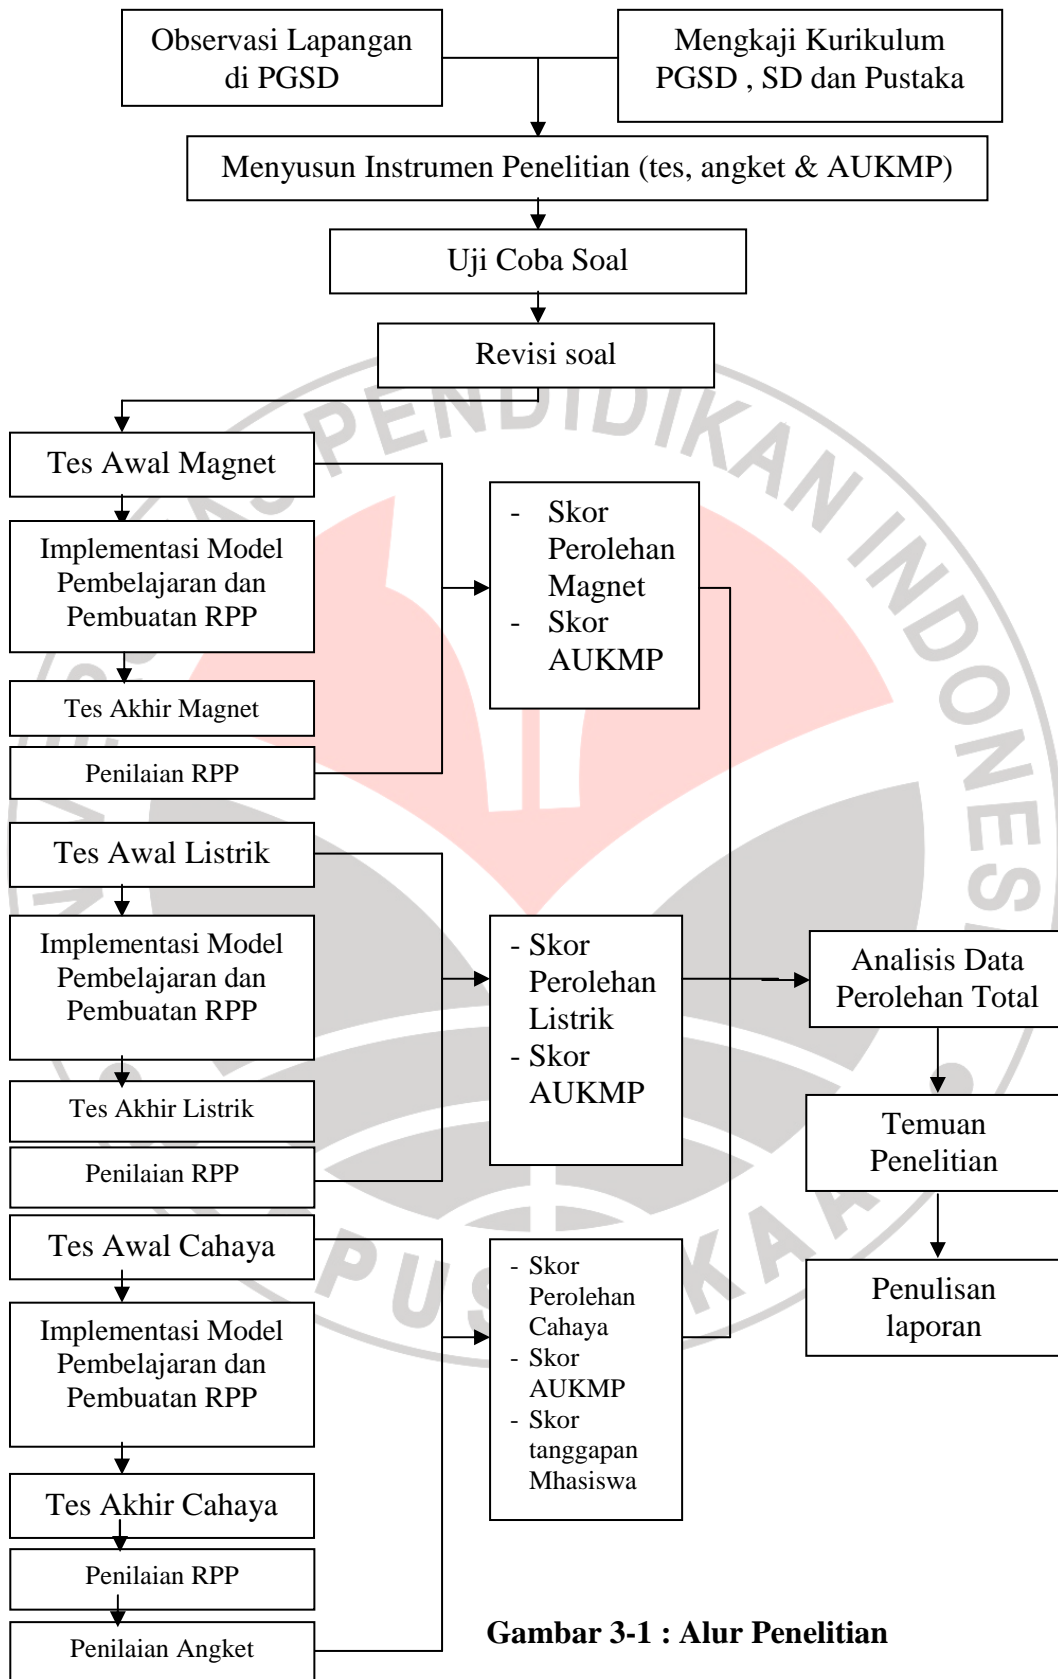 Observasi Lapangan
di PGSD
Mengkaji Kurikulum
PGSD , SD dan Pustaka
Menyusun Instrumen Penelitian (tes, angket & AUKMP)
Uji Coba Soal
Revisi soal
Tes Awal Magnet
Implementasi Model
Pembelajaran dan
Pembuatan RPP
Tes Akhir Magnet
Penilaian RPP
- Skor
Perolehan
Magnet
- Skor
AUKMP
Tes Awal Listrik
Implementasi Model
Pembelajaran dan
Pembuatan RPP
Tes Akhir Listrik
Penilaian RPP
- Skor
Perolehan
Listrik
- Skor
AUKMP
Analisis Data
Perolehan Total
Temuan
Penelitian
Penulisan
laporan
Tes Awal Cahaya
Implementasi Model
Pembelajaran dan
Pembuatan RPP
Tes Akhir Cahaya
Penilaian RPP
Penilaian Angket
- Skor
Perolehan
Cahaya
- Skor
AUKMP
- Skor
tanggapan
Mhasiswa
Gambar 3-1 : Alur Penelitian
PENDIDIKAN INDONESIA